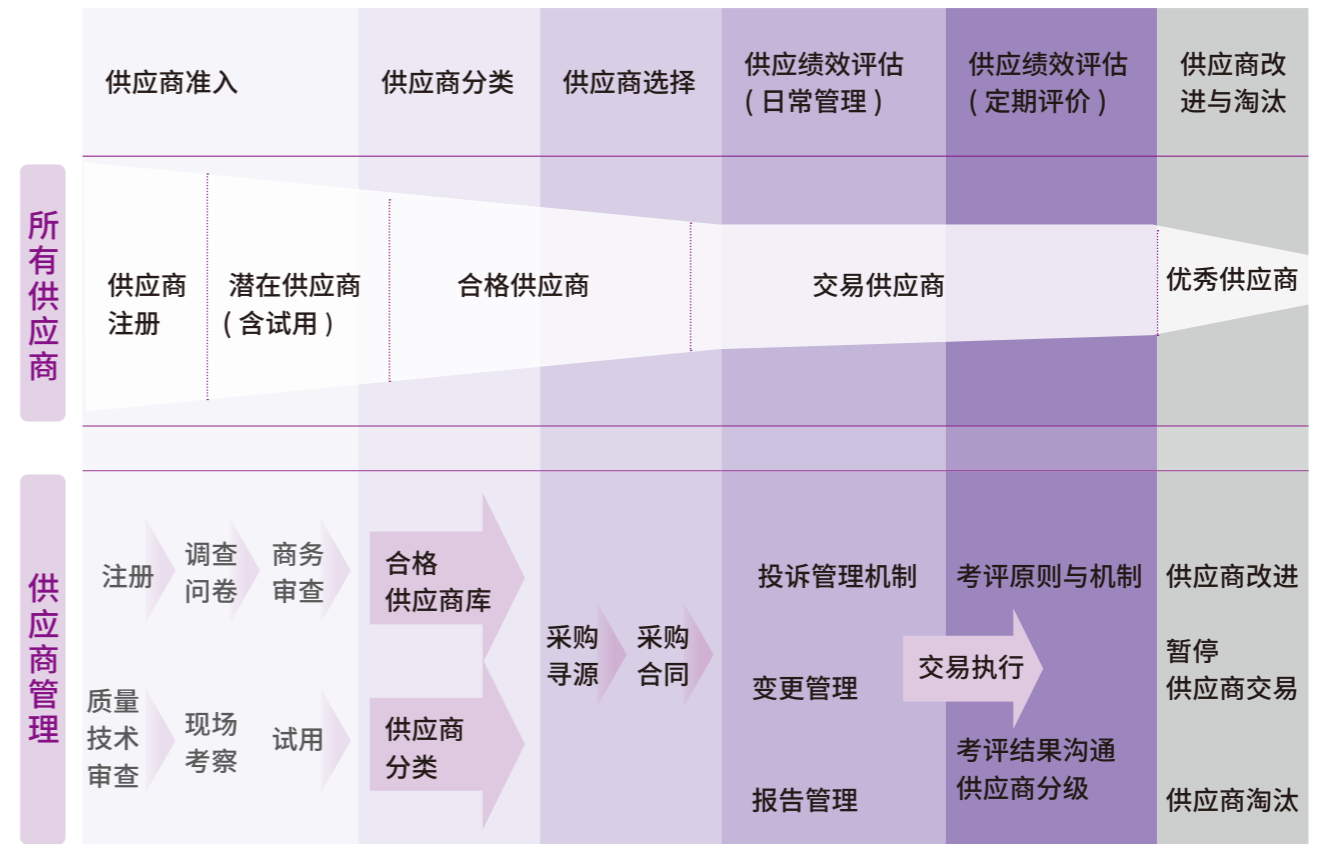 供应商准入
供应商分类
供应商选择
供应绩效评估
(日常管理)
供应绩效评估
(定期评价)
供应商改
进与淘汰
所有供应商
供应商
注册
潜在供应商
(含试用)
合格供应商
交易供应商
优秀供应商
供应商管理
注册
调查
问卷
商务
审查
质量
技术
审查
现场
考察
试用
合格
供应商库
供应商
分类
采购
寻源
采购
合同
投诉管理机制
变更管理
报告管理
交易执行
考评原则与机制
考评结果沟通
供应商分级
供应商改进
暂停
供应商交易
供应商淘汰